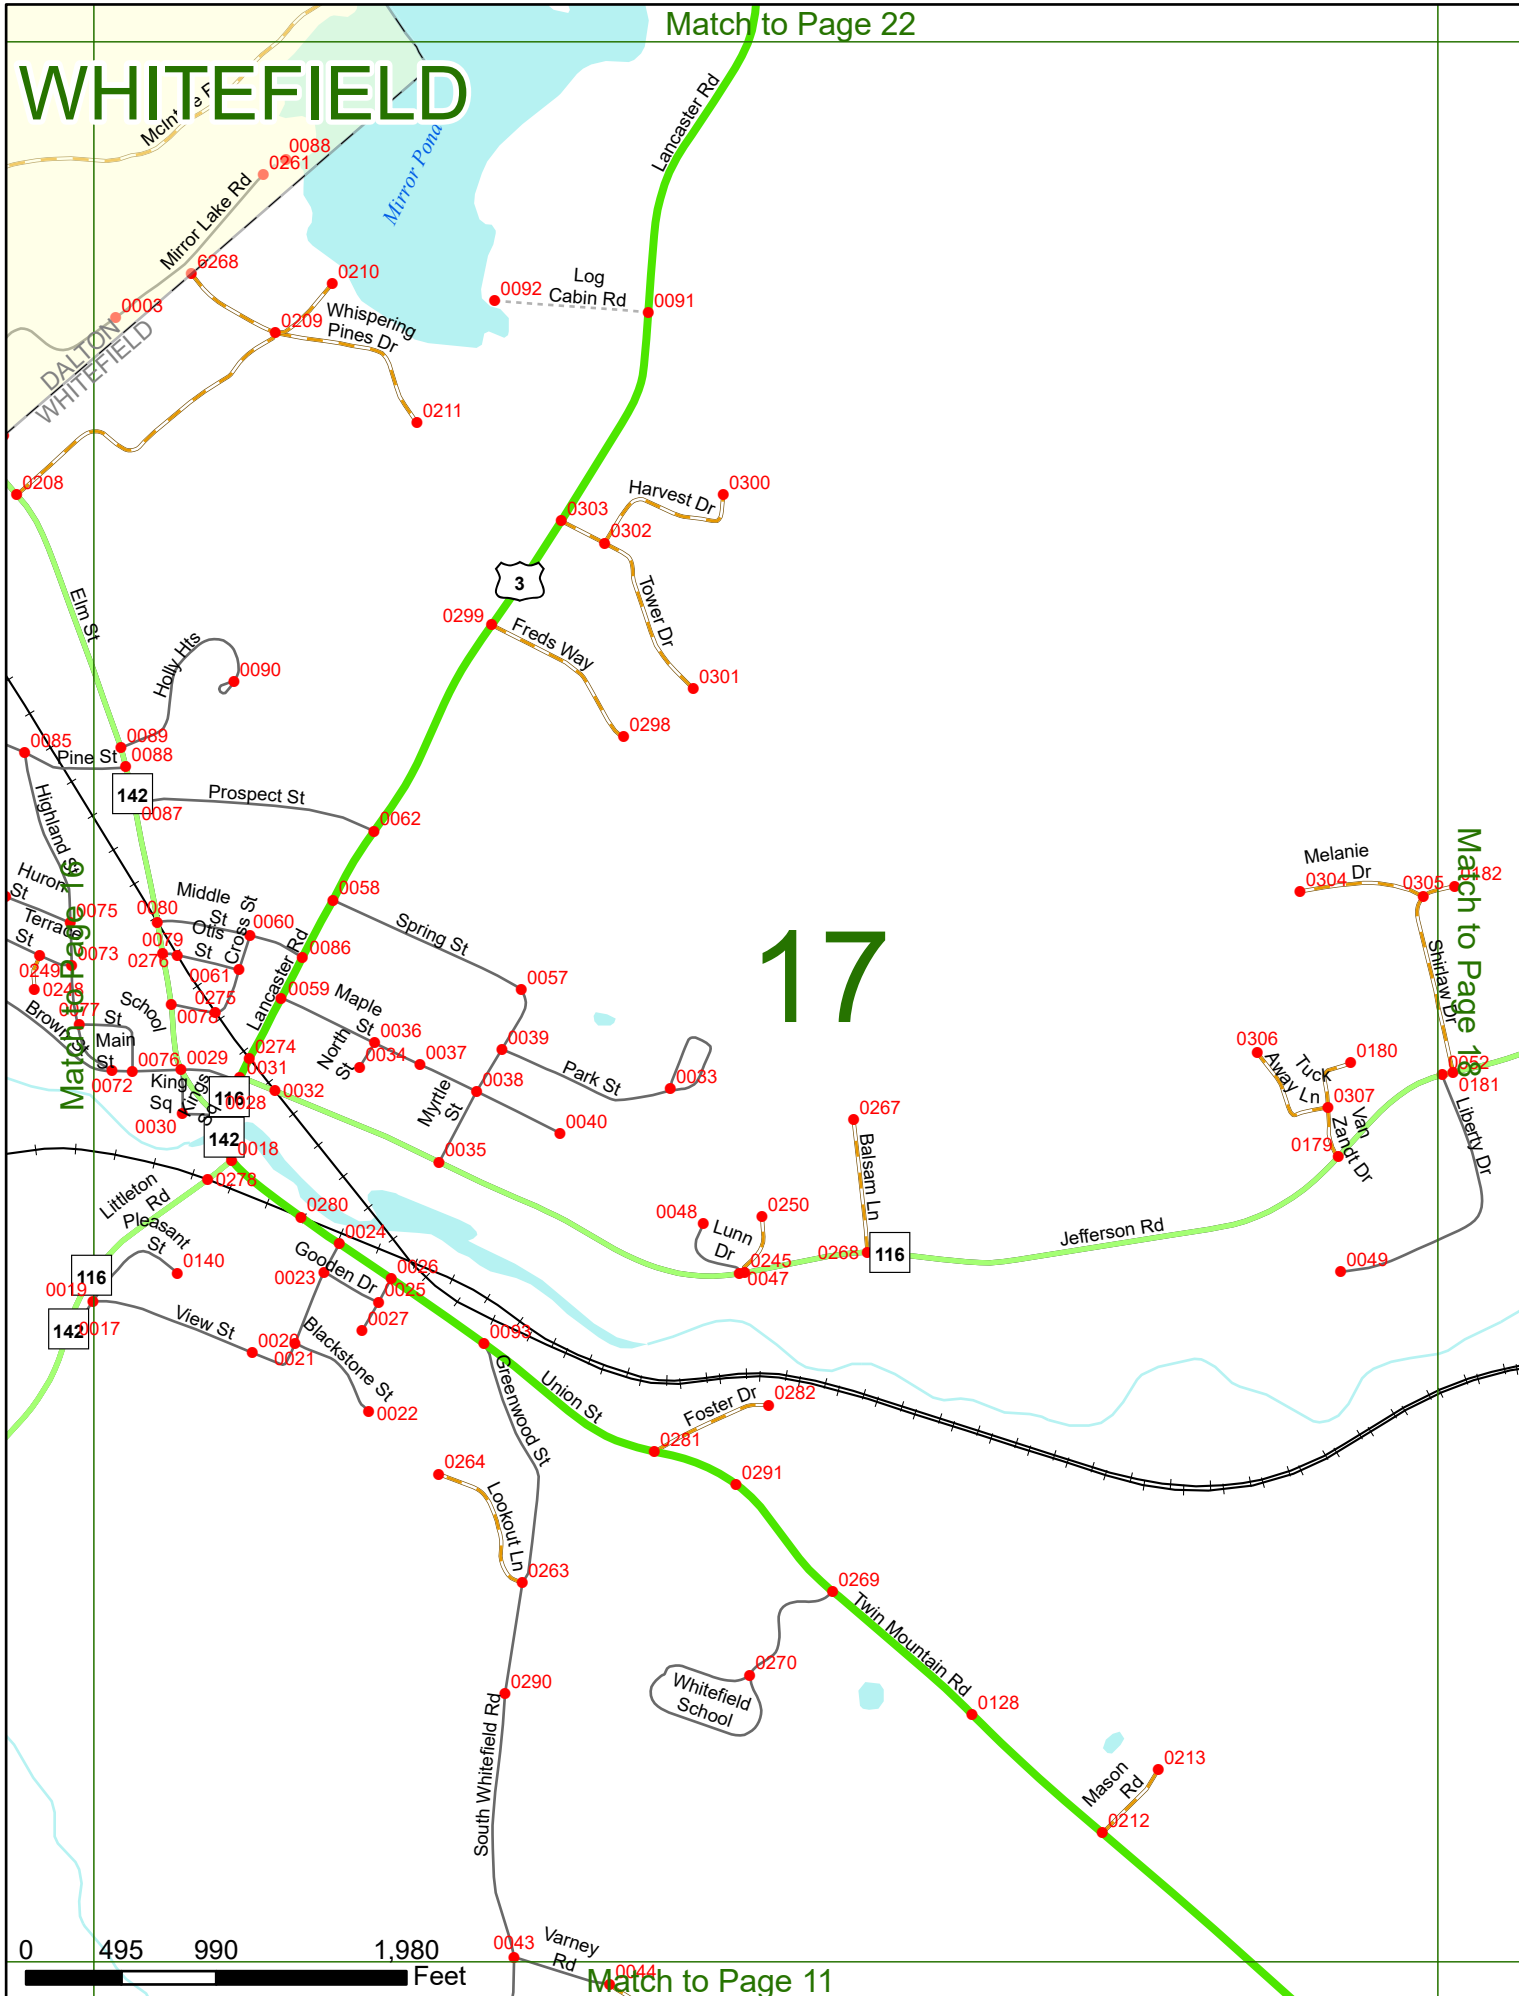 Match to Page 22
WHITEFIELD
Lancaster Rd
0088
0261
Mirror Pond
Mirror Lake Rd
6268
0210
0092
Log
Cabin Rd
0091
0003
0209
Whispering
Pines Dr
DALTON
WHITEFIELD
0211
0208
Harvest Dr
0300
0303
0302
3
Elm St
Tower Dr
0299
Freds Way
Holly Hts
0090
0301
0298
0085
Pine St
0089
0088
142
0087
Prospect St
0062
Highland St
Match to Page 16
Huron
St
Melanie
Dr
0304
0305
0182
Match to Page 18
Middle
St
0058
0075
0080
0060
Cross St
Terrace
St
Otis
St
0079
0276
0086
Spring St
17
0073
0249
0061
0248
Lancaster Rd
0057
Shirlaw Dr
0275
0059
Maple
St
School
0078
0077
St
Brown St
Main
St
0036
North
St
0034
0037
0039
0274
0031
0029
0076
0072
King
Sq
Kings
Sq
0032
0038
Park St
0033
0306
Tuck
Away Ln
0180
0052
0181
116
0028
0030
Myrtle
St
0040
0267
0307
Van
Zandt Dr
Liberty Dr
142
0018
0035
Balsam Ln
0179
0278
Littleton
Rd
0280
0048
0250
Lunn
Dr
Pleasant
St
0140
0024
Gooden Dr
0023
0026
0025
0245
0047
0268
116
Jefferson Rd
0049
116
0019
142
0017
View St
0027
0020
0021
Blackstone St
0093
Greenwood St
Union St
0022
Foster Dr
0282
0281
0264
0291
Lookout Ln
0263
0269
Twin Mountain Rd
0270
Whitefield
School
0290
South Whitefield Rd
0128
Mason
Rd
0213
0212
0043
Varney
Rd
0044
0 495 990 1,980
Feet
Match to Page 11